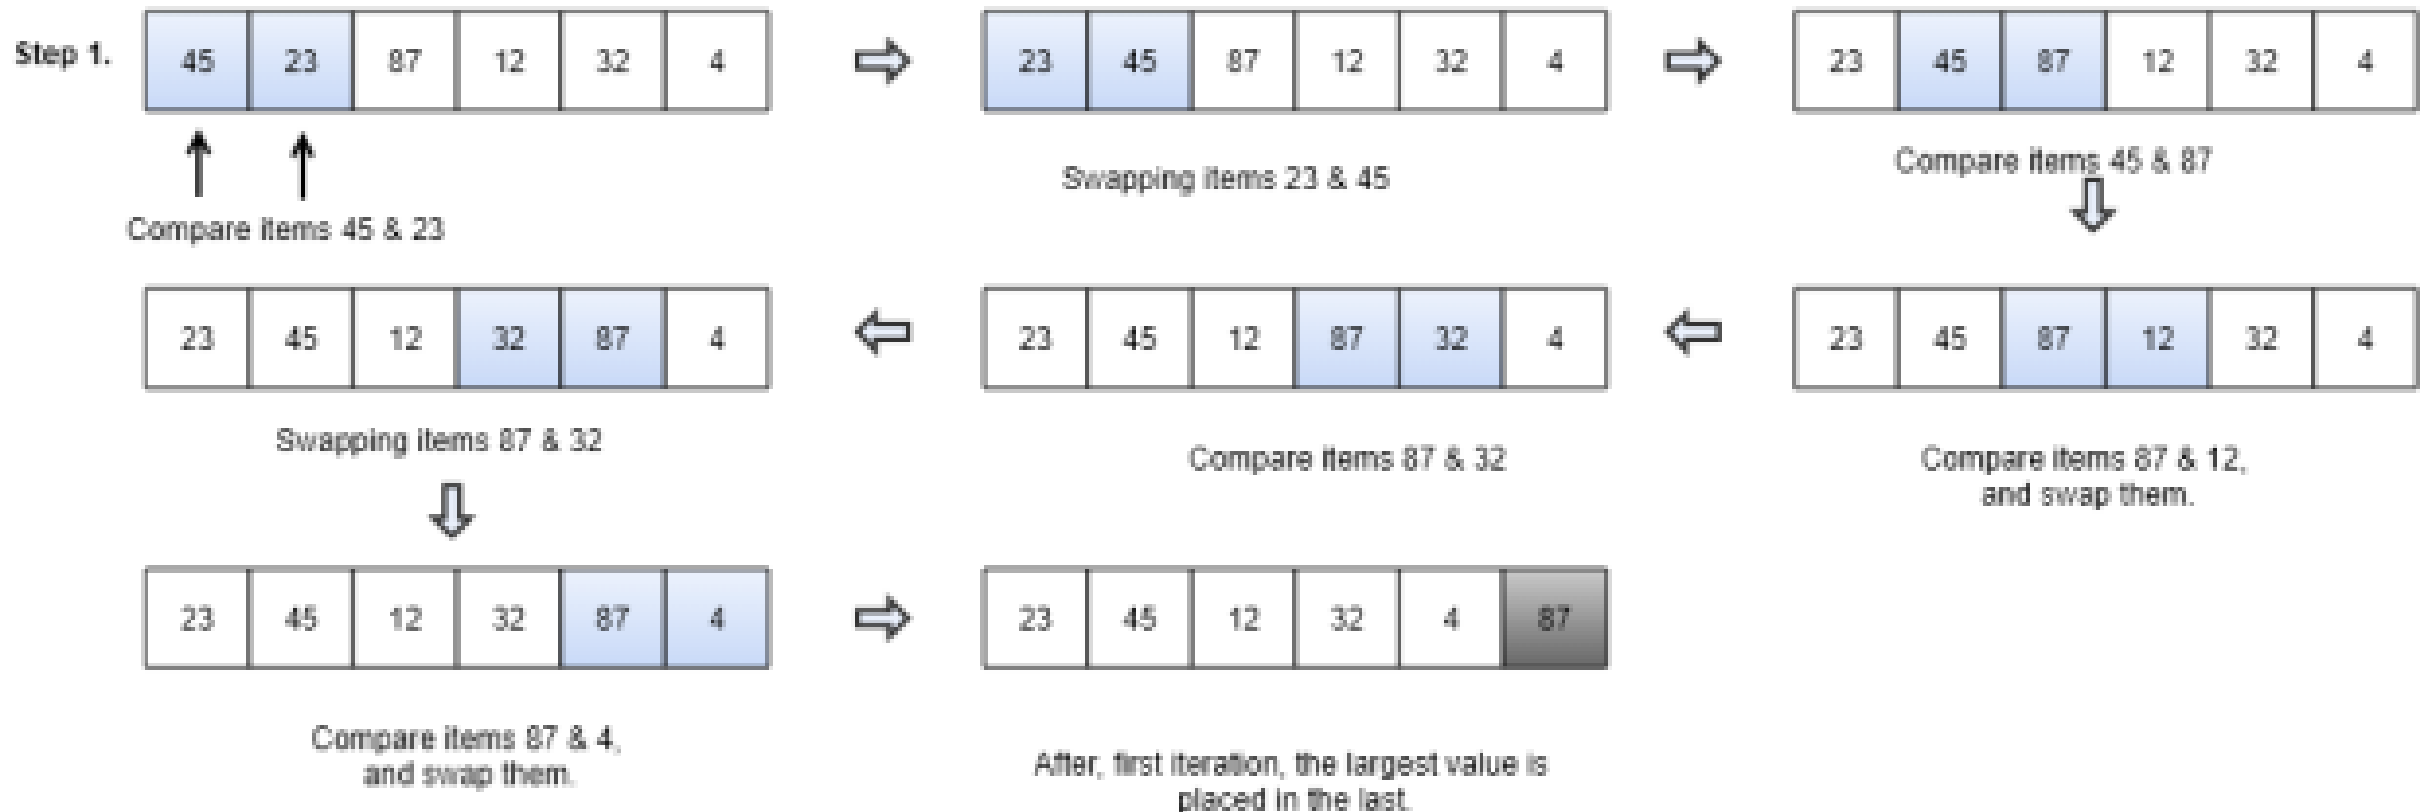 Step 1.
45 23 87 12 32 4
23 45 87 12 32 4
23 45 87 12 32 4
Compare items 45 & 23
Swapping items 23 & 45
Compare items 45 & 87
23 45 12 32 87 4
23 45 12 87 32 4
23 45 87 12 32 4
Swapping items 87 & 32
Compare items 87 & 32
Compare items 87 & 12,
and swap them.
23 45 12 32 87 4
23 45 12 32 4 87
Compare items 87 & 4,
and swap them.
After, first iteration, the largest value is
placed in the last.